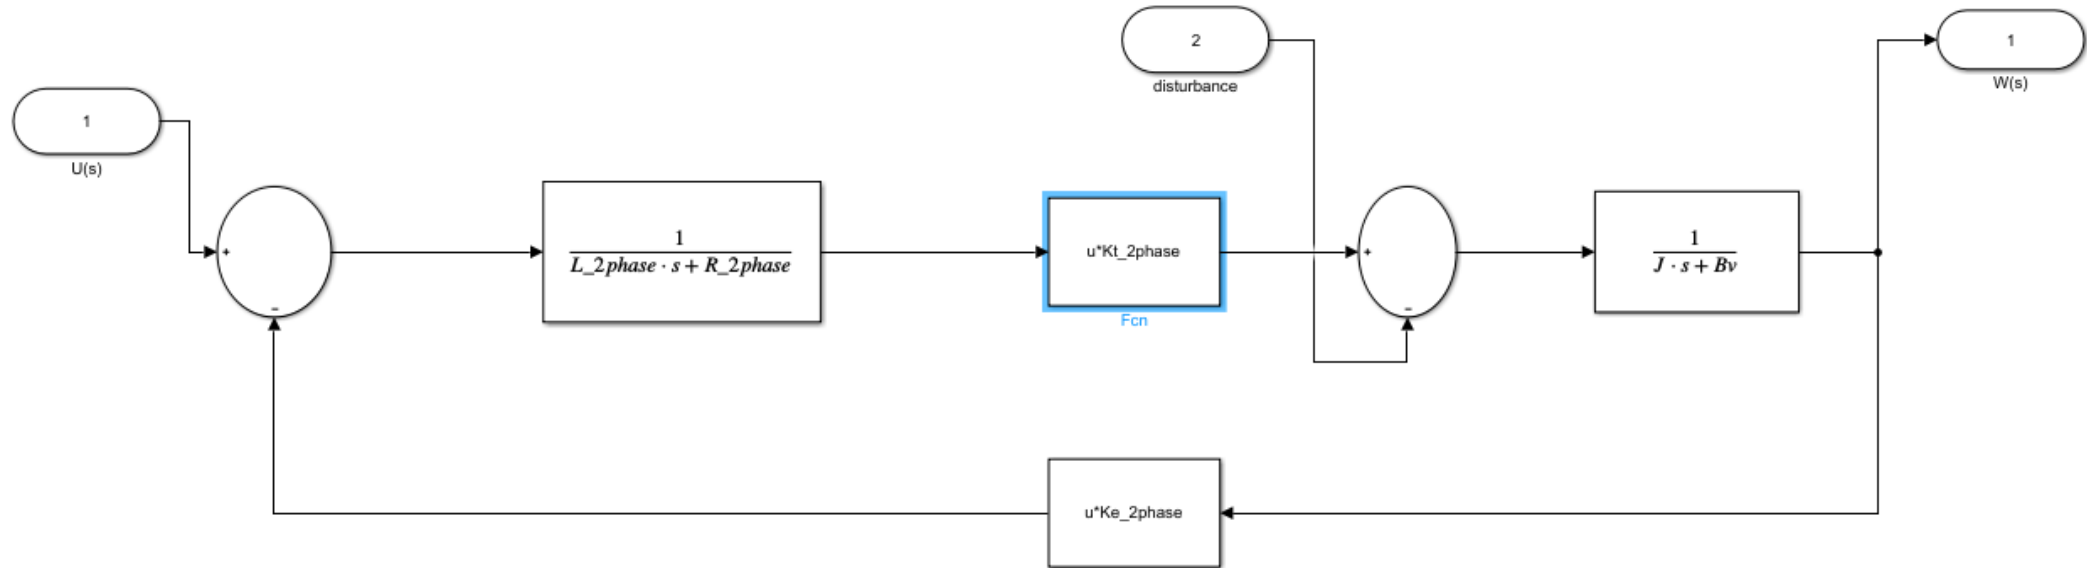 2
disturbance
1
W(s)
1
U(s)
+
-
1
L_2phase · s + R_2phase
u*Kt_2phase
Fcn
+
-
1
J · s + Bv
u*Ke_2phase